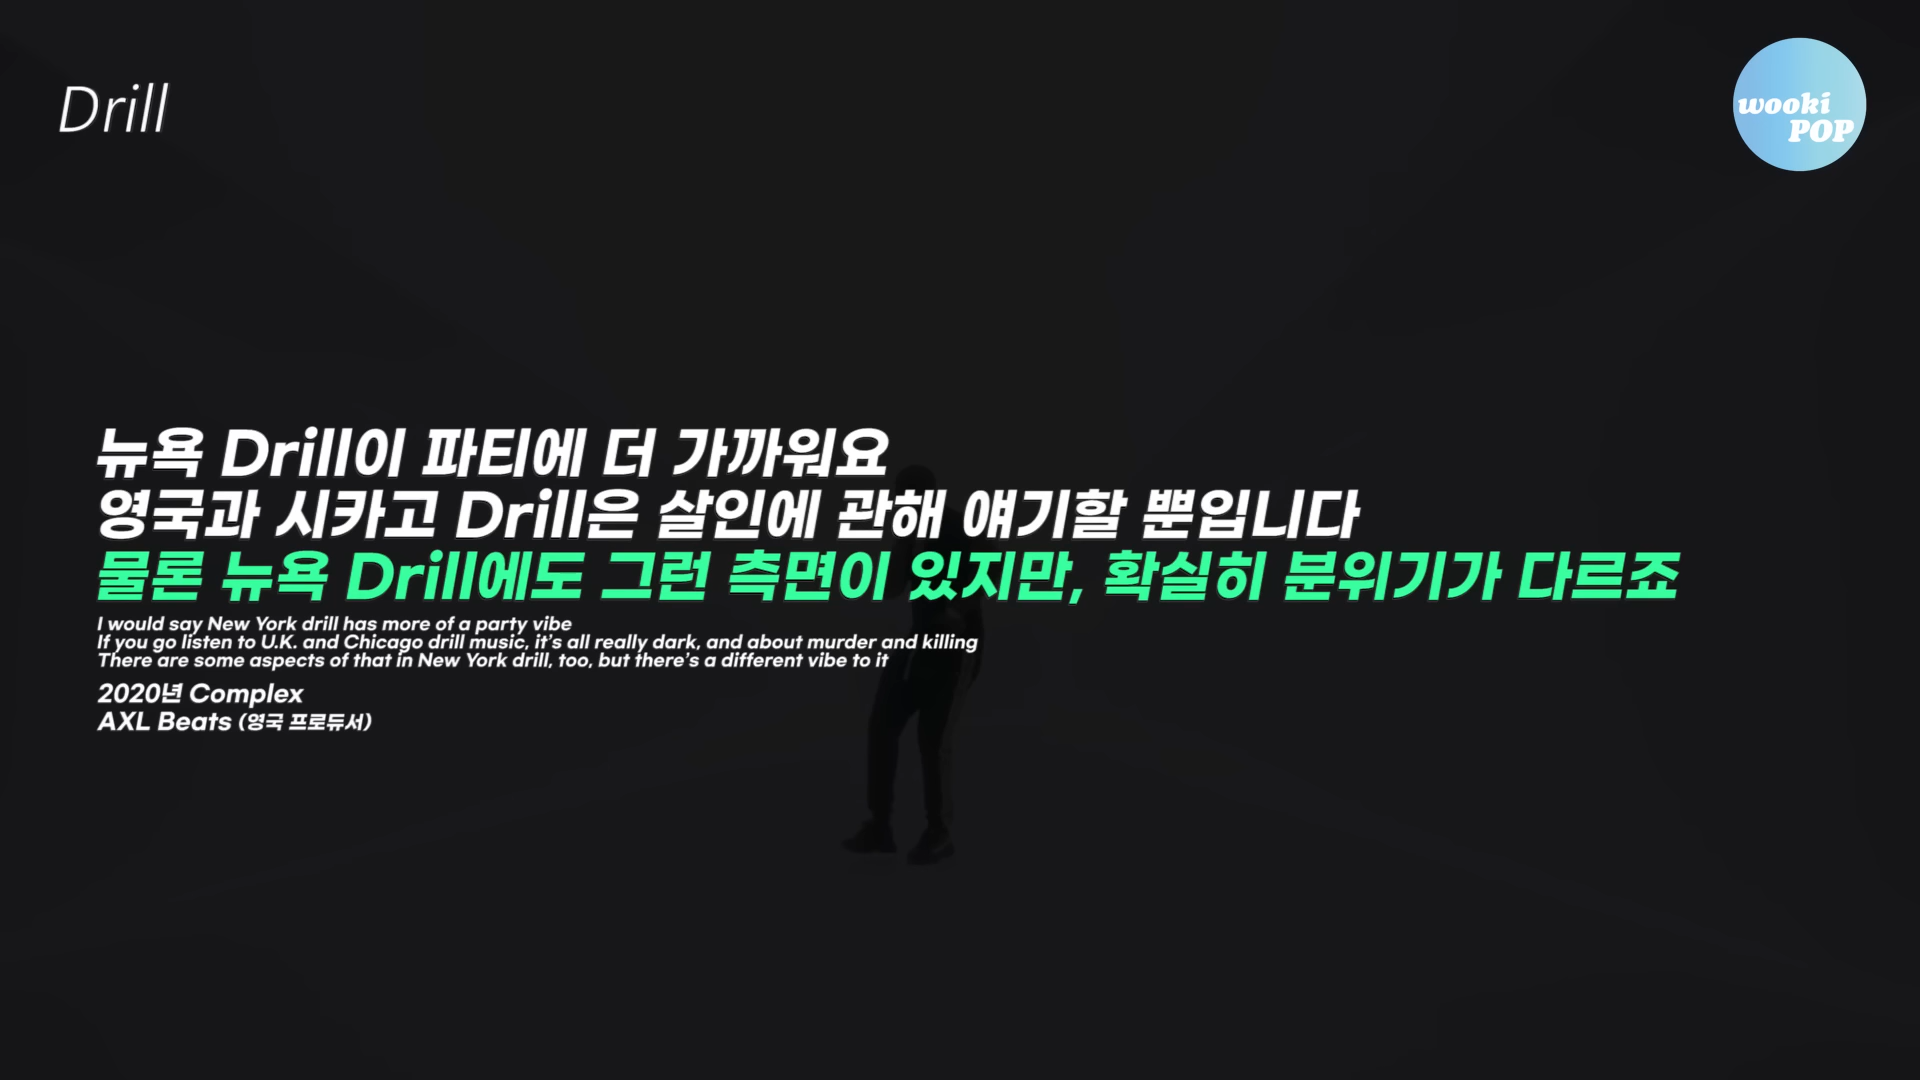 Drill
wooki
POP
뉴욕 Drill이 파티에 더 가까워요
영국과 시카고 Drill은 살인에 관해 얘기할 뿐입니다
물론 뉴욕 Drill에도 그런 측면이 있지만, 확실히 분위기가 다르죠
I would say New York drill has more of a party vibe
If you go listen to U.K. and Chicago drill music, it's all really dark, and about murder and killing
There are some aspects of that in New York drill, too, but there's a different vibe to it
2020년 Complex
AXL Beats (영국 프로듀서)